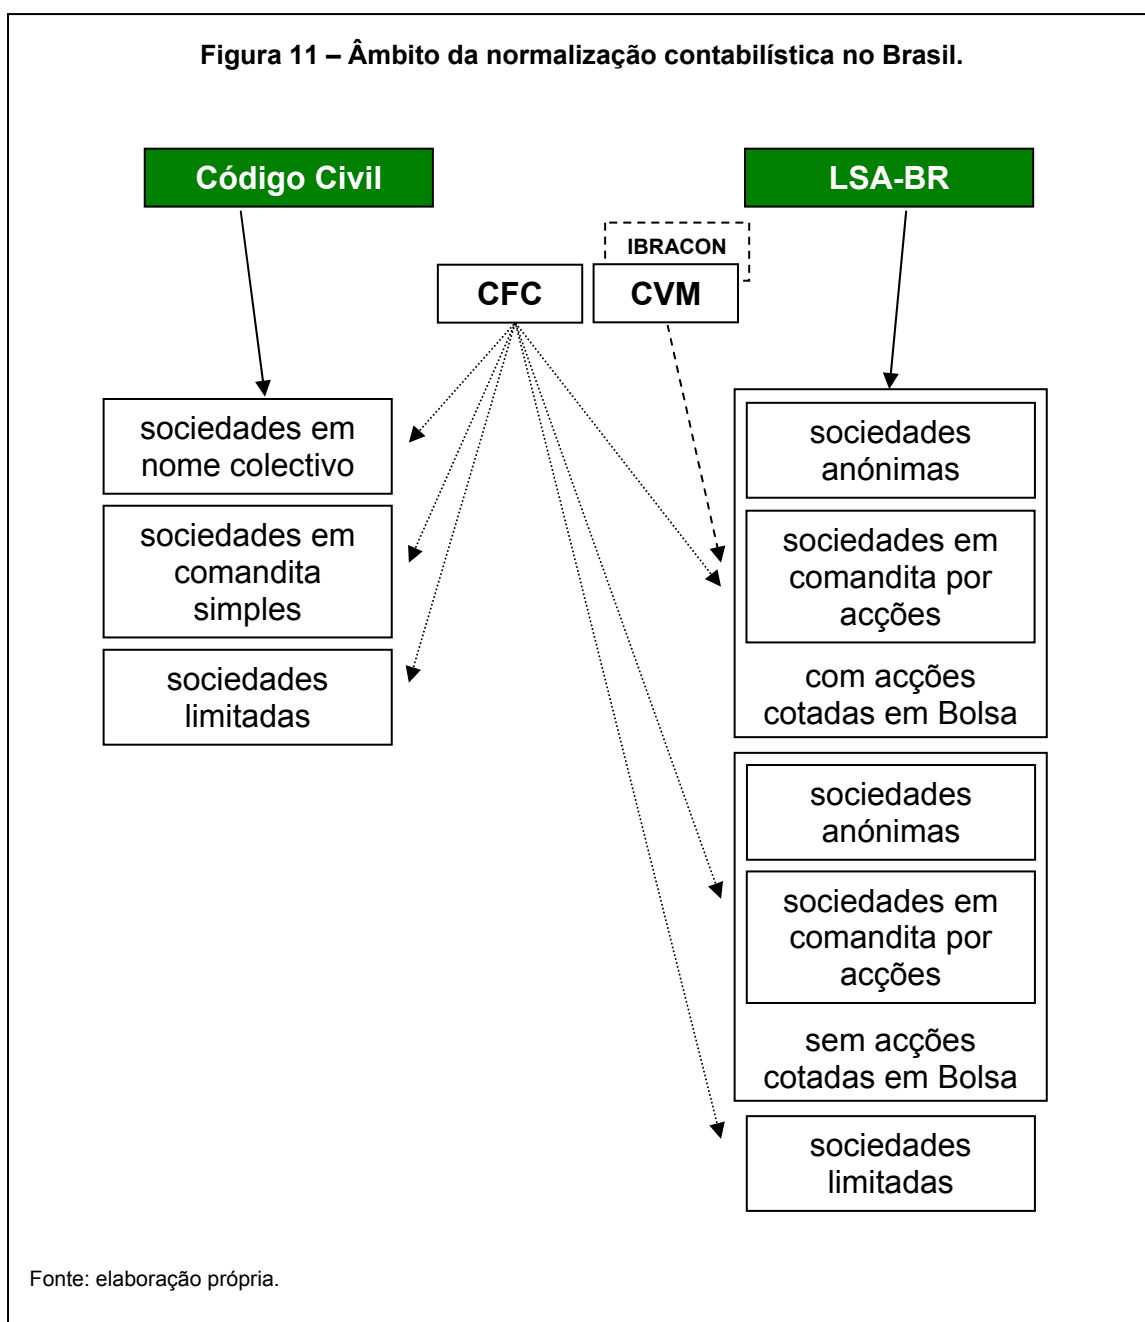 Figura 11 – Âmbito da normalização contabilística no Brasil.
Código Civil
LSA-BR
IBRACON
CFC
CVM
sociedades em
nome colectivo
sociedades em
comandita
simples
sociedades
limitadas
sociedades
anónimas
sociedades em
comandita por
acções
com acções
cotadas em Bolsa
sociedades
anónimas
sociedades em
comandita por
acções
sem acções
cotadas em Bolsa
sociedades
limitadas
Fonte: elaboração própria.